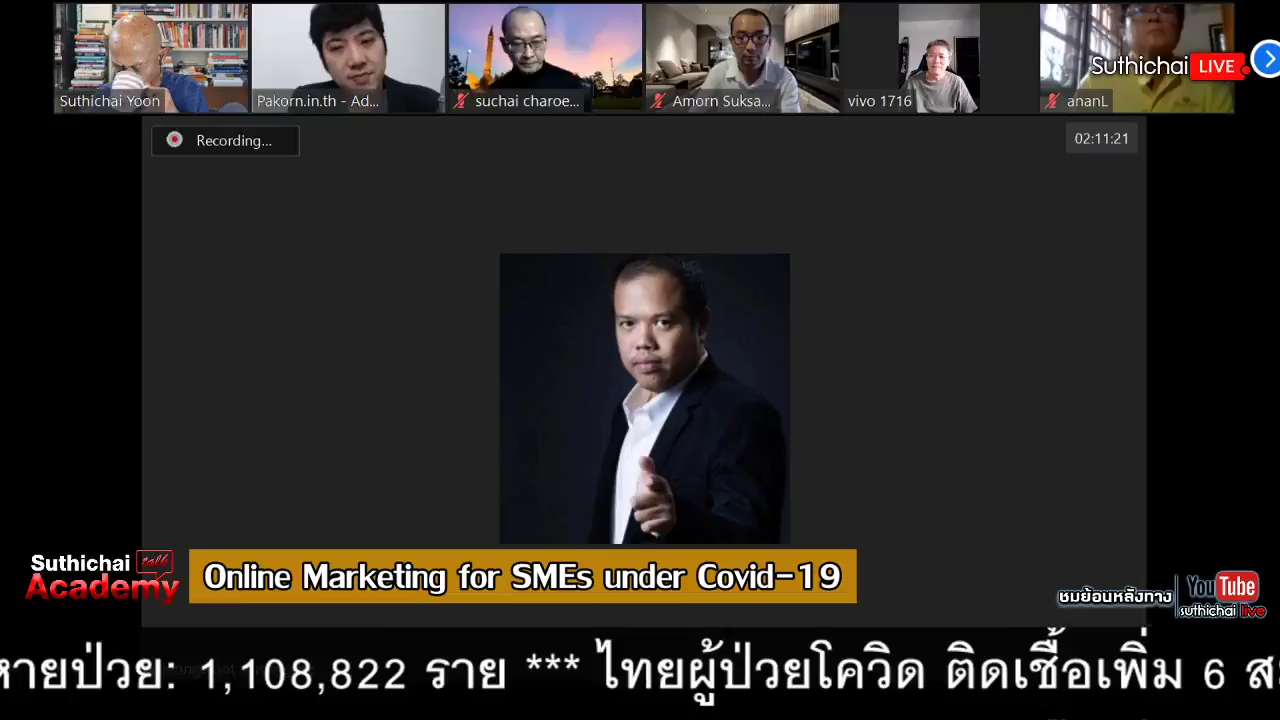 Suthichai LIVE
Suthichai Yoon
Pakorn.in.th - Ad...
suchai charoe...
Amorn Suksa...
vivo 1716
ananL
Recording...
02:11:21
Suthichai talk
Academy
Online Marketing for SMEs under Covid-19
ชมย้อนหลังทาง
YouTube
suthichai live
หายป่วย: 1,108,822 ราย *** ไทยผู้ป่วยโควิด ติดเชื้อเพิ่ม 6